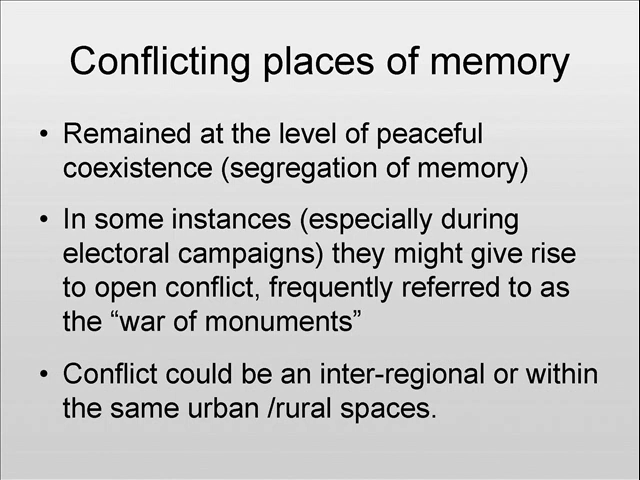 Conflicting places of memory
• Remained at the level of peaceful
coexistence (segregation of memory)
• In some instances (especially during
electoral campaigns) they might give rise
to open conflict, frequently referred to as
the “war of monuments”
• Conflict could be an inter-regional or within
the same urban /rural spaces.